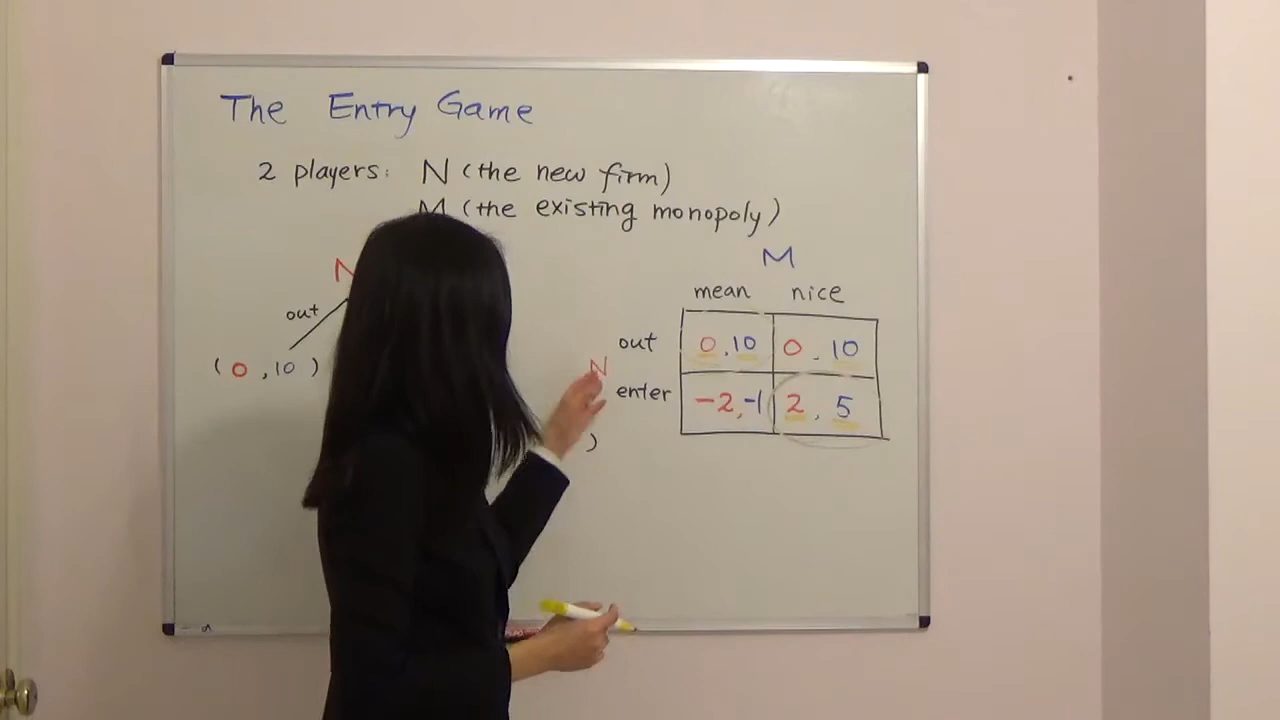 The Entry Game
2 players: N (the new firm)
M (the existing monopoly)
M
N
mean nice
out
out 0, 10 0, 10
(0, 10)
N
enter -2, -1 2, 5
)